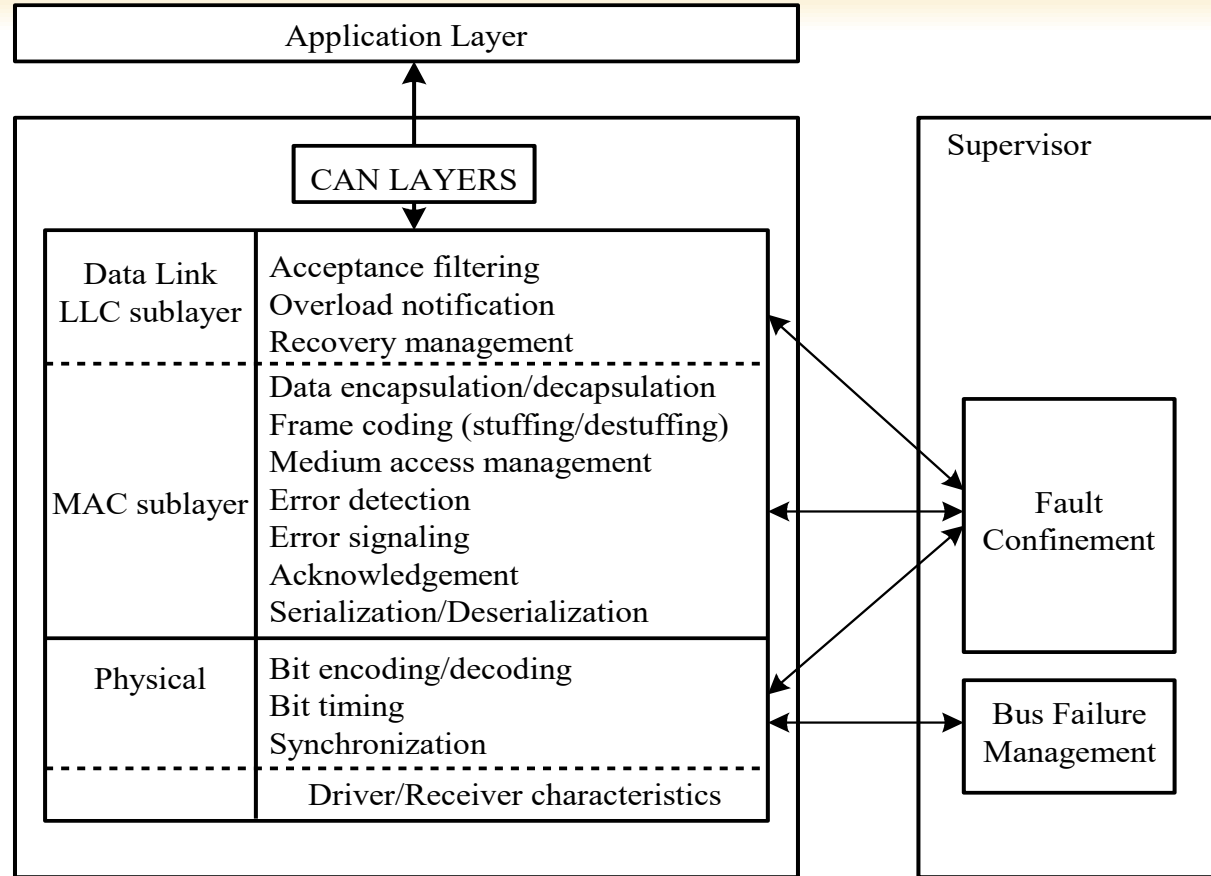 Application Layer
CAN LAYERS
Supervisor
Data Link
LLC sublayer
Acceptance filtering
Overload notification
Recovery management
MAC sublayer
Data encapsulation/decapsulation
Frame coding (stuffing/destuffing)
Medium access management
Error detection
Error signaling
Acknowledgement
Serialization/Deserialization
Physical
Bit encoding/decoding
Bit timing
Synchronization
Driver/Receiver characteristics
Fault
Confinement
Bus Failure
Management